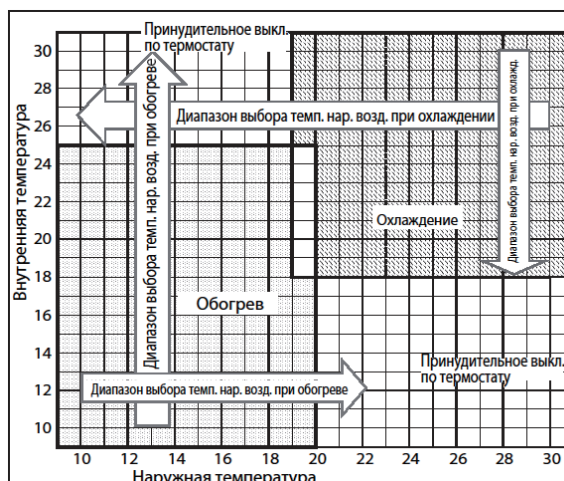 Принудительное выкл.
по термостату
30
28
26
24
22
20
18
16
14
12
10
Внутренняя температура
Диапазон выбора темп. нар. возд. при обогреве
Диапазон выбора темп. нар. возд. при охлаждении
Диапазон выбора темп. нар. возд. при охлажд.
Охлаждение
Обогрев
Принудительное выкл.
по термостату
Диапазон выбора темп. нар. возд. при обогреве
10 12 14 16 18 20 22 24 26 28 30
Наружная температура